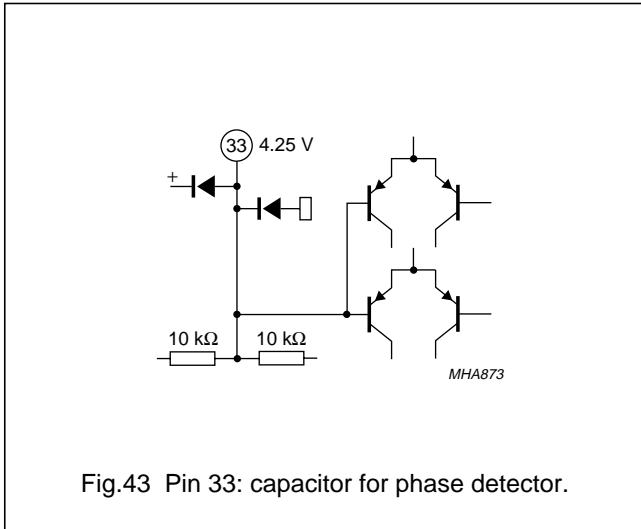 33 4.25 V
+
10 kΩ 10 kΩ
MHA873
Fig.43 Pin 33: capacitor for phase detector.